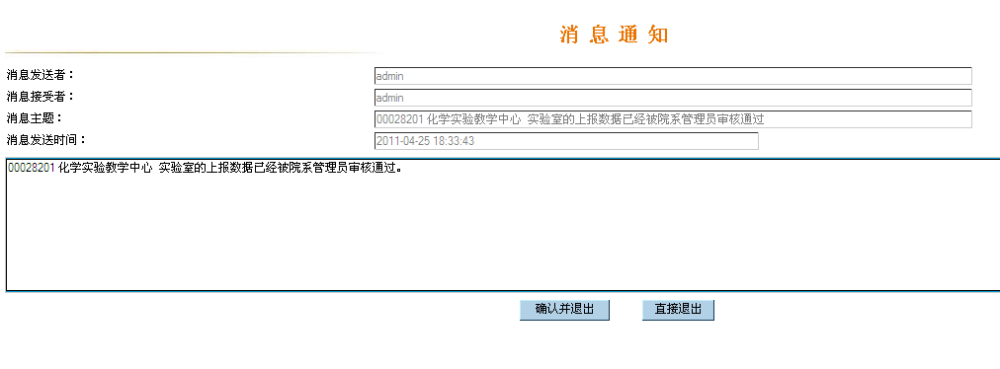 消息通知
消息发送者： admin
消息接受者： admin
消息主题： 00028201 化学实验教学中心 实验室的上报数据已经被院系管理员审核通过
消息发送时间： 2011-04-25 18:33:43
00028201 化学实验教学中心 实验室的上报数据已经被院系管理员审核通过。
确认并退出 直接退出